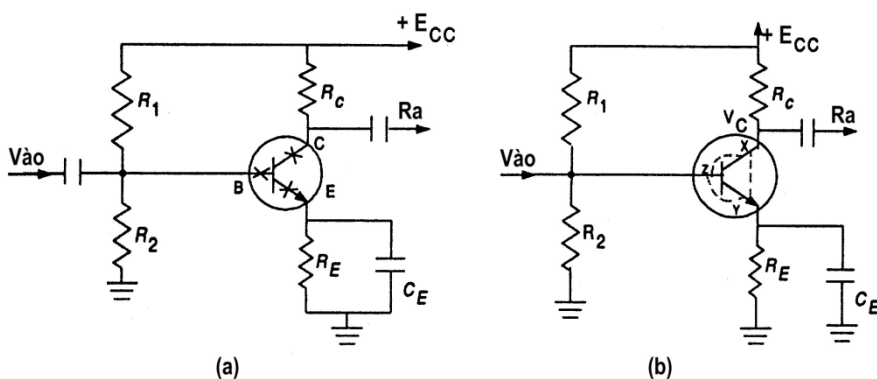 + E_CC
R_1
R_c
Ra
Vào
C
B
E
R_2
R_E
C_E
(a)
+ E_CC
R_1
R_c
V_C
Ra
Vào
X
Z
Y
R_2
R_E
C_E
(b)